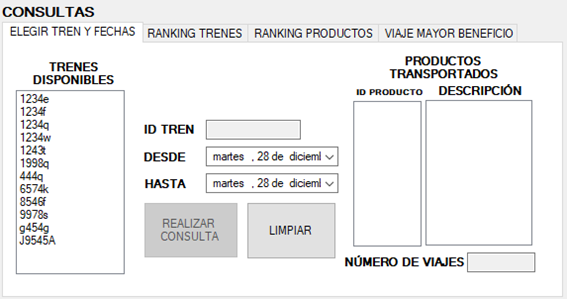 CONSULTAS
ELEGIR TREN Y FECHAS
RANKING TRENES
RANKING PRODUCTOS
VIAJE MAYOR BENEFICIO
TRENES
DISPONIBLES
1234e
1234f
1234q
1234w
1243t
1998q
444q
6574k
8546f
9978s
g454g
J9545A
ID TREN
DESDE
martes , 28 de diciembr
HASTA
martes , 28 de diciembr
REALIZAR
CONSULTA
LIMPIAR
PRODUCTOS
TRANSPORTADOS
ID PRODUCTO
DESCRIPCIÓN
NÚMERO DE VIAJES